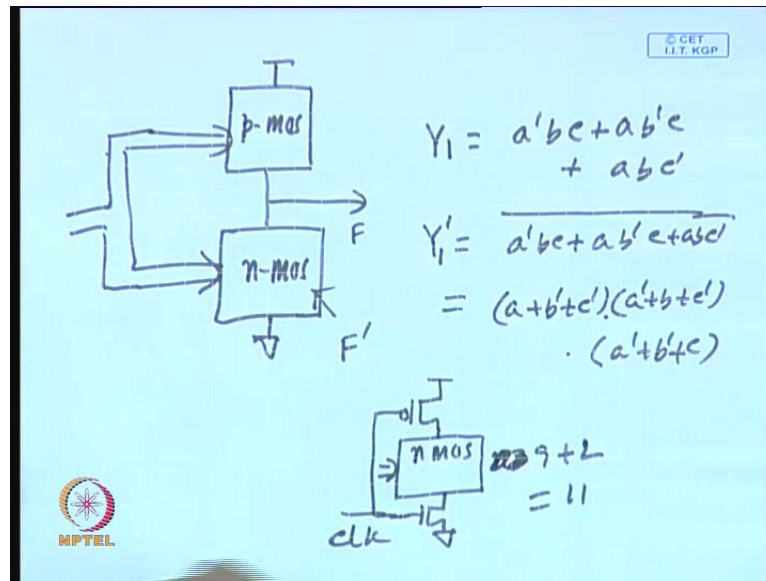 © CET
I.I.T. KGP
p-mos
Y₁ = a'bc + ab'c
+ abc'
F
Y₁' = a'bc + ab'c + abc'
n-mos
= (a+b'+c').(a'+b+c')
F'
. (a'+b'+c)
n mos 9 + 2
= 11
clk
NPTEL